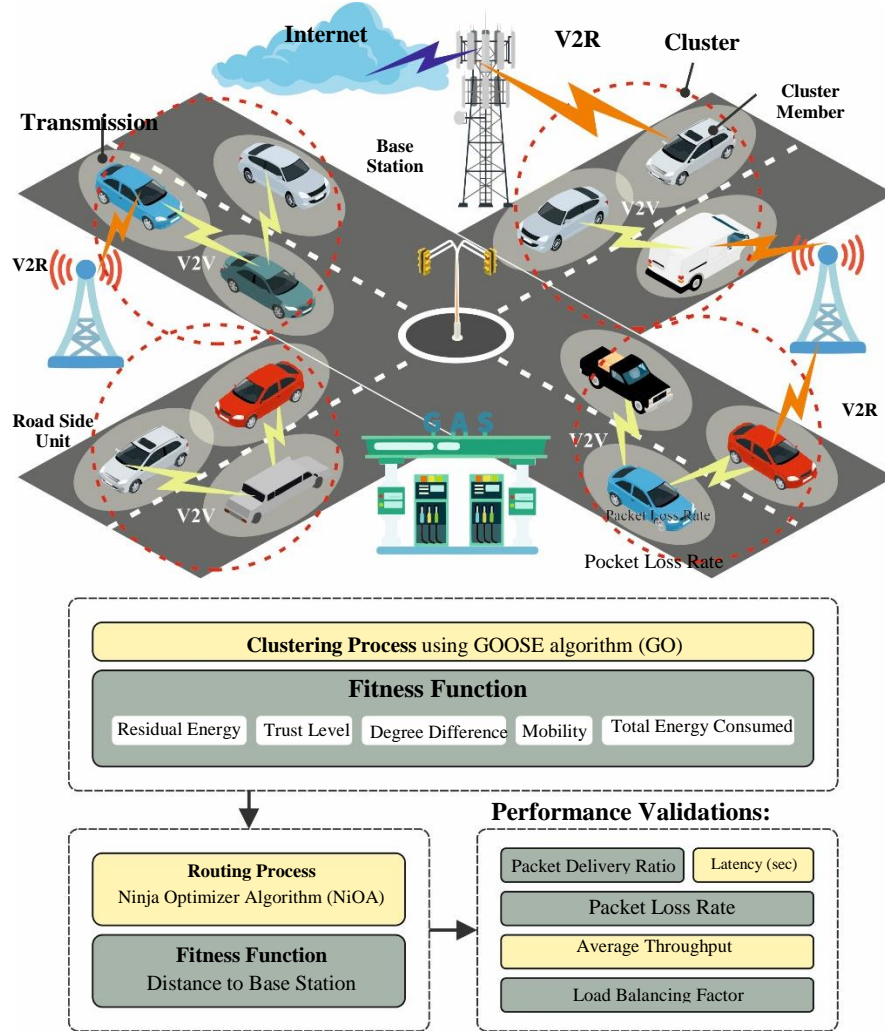 Internet
V2R
Cluster
Cluster
Member
Transmission
Base
Station
V2V
V2R
V2V
GAS
Road Side
Unit
V2V
V2V
V2R
Packet Loss Rate
Pocket Loss Rate
Clustering Process using GOOSE algorithm (GO)
Fitness Function
Residual Energy
Trust Level
Degree Difference
Mobility
Total Energy Consumed
Performance Validations:
Routing Process
Ninja Optimizer Algorithm (NiOA)
Fitness Function
Distance to Base Station
Packet Delivery Ratio
Latency (sec)
Packet Loss Rate
Average Throughput
Load Balancing Factor